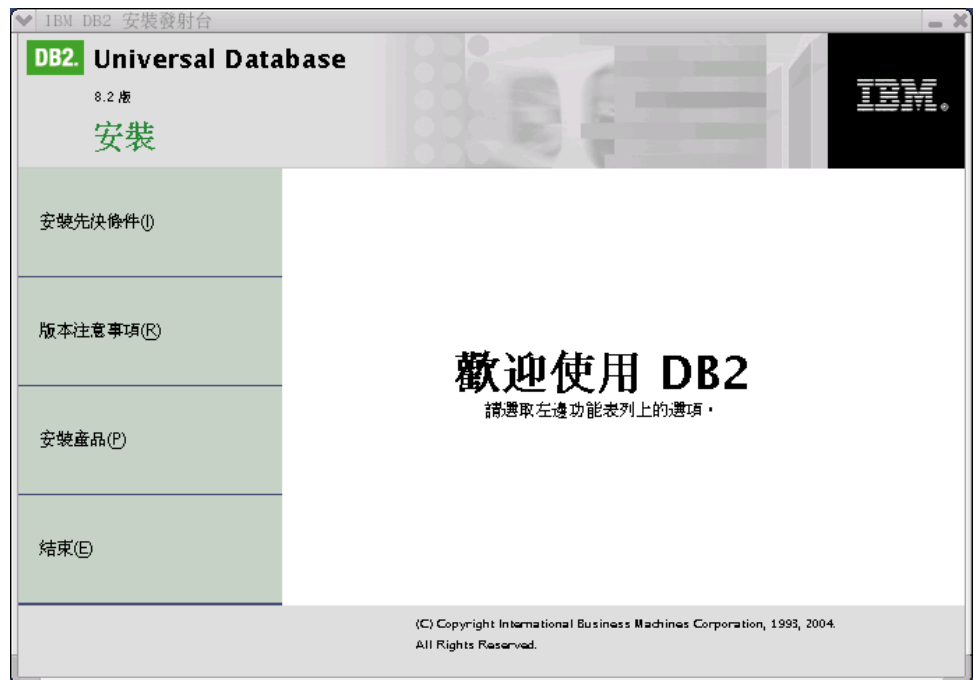 IBM DB2 安裝發射台
DB2. Universal Database
8.2 版
安裝
IBM.
安裝先決條件(I)
版本注意事項(R)
安裝產品(P)
結束(E)
歡迎使用 DB2
請選取左邊功能表列上的選項。
(C) Copyright International Business Machines Corporation, 1993, 2004.
All Rights Reserved.